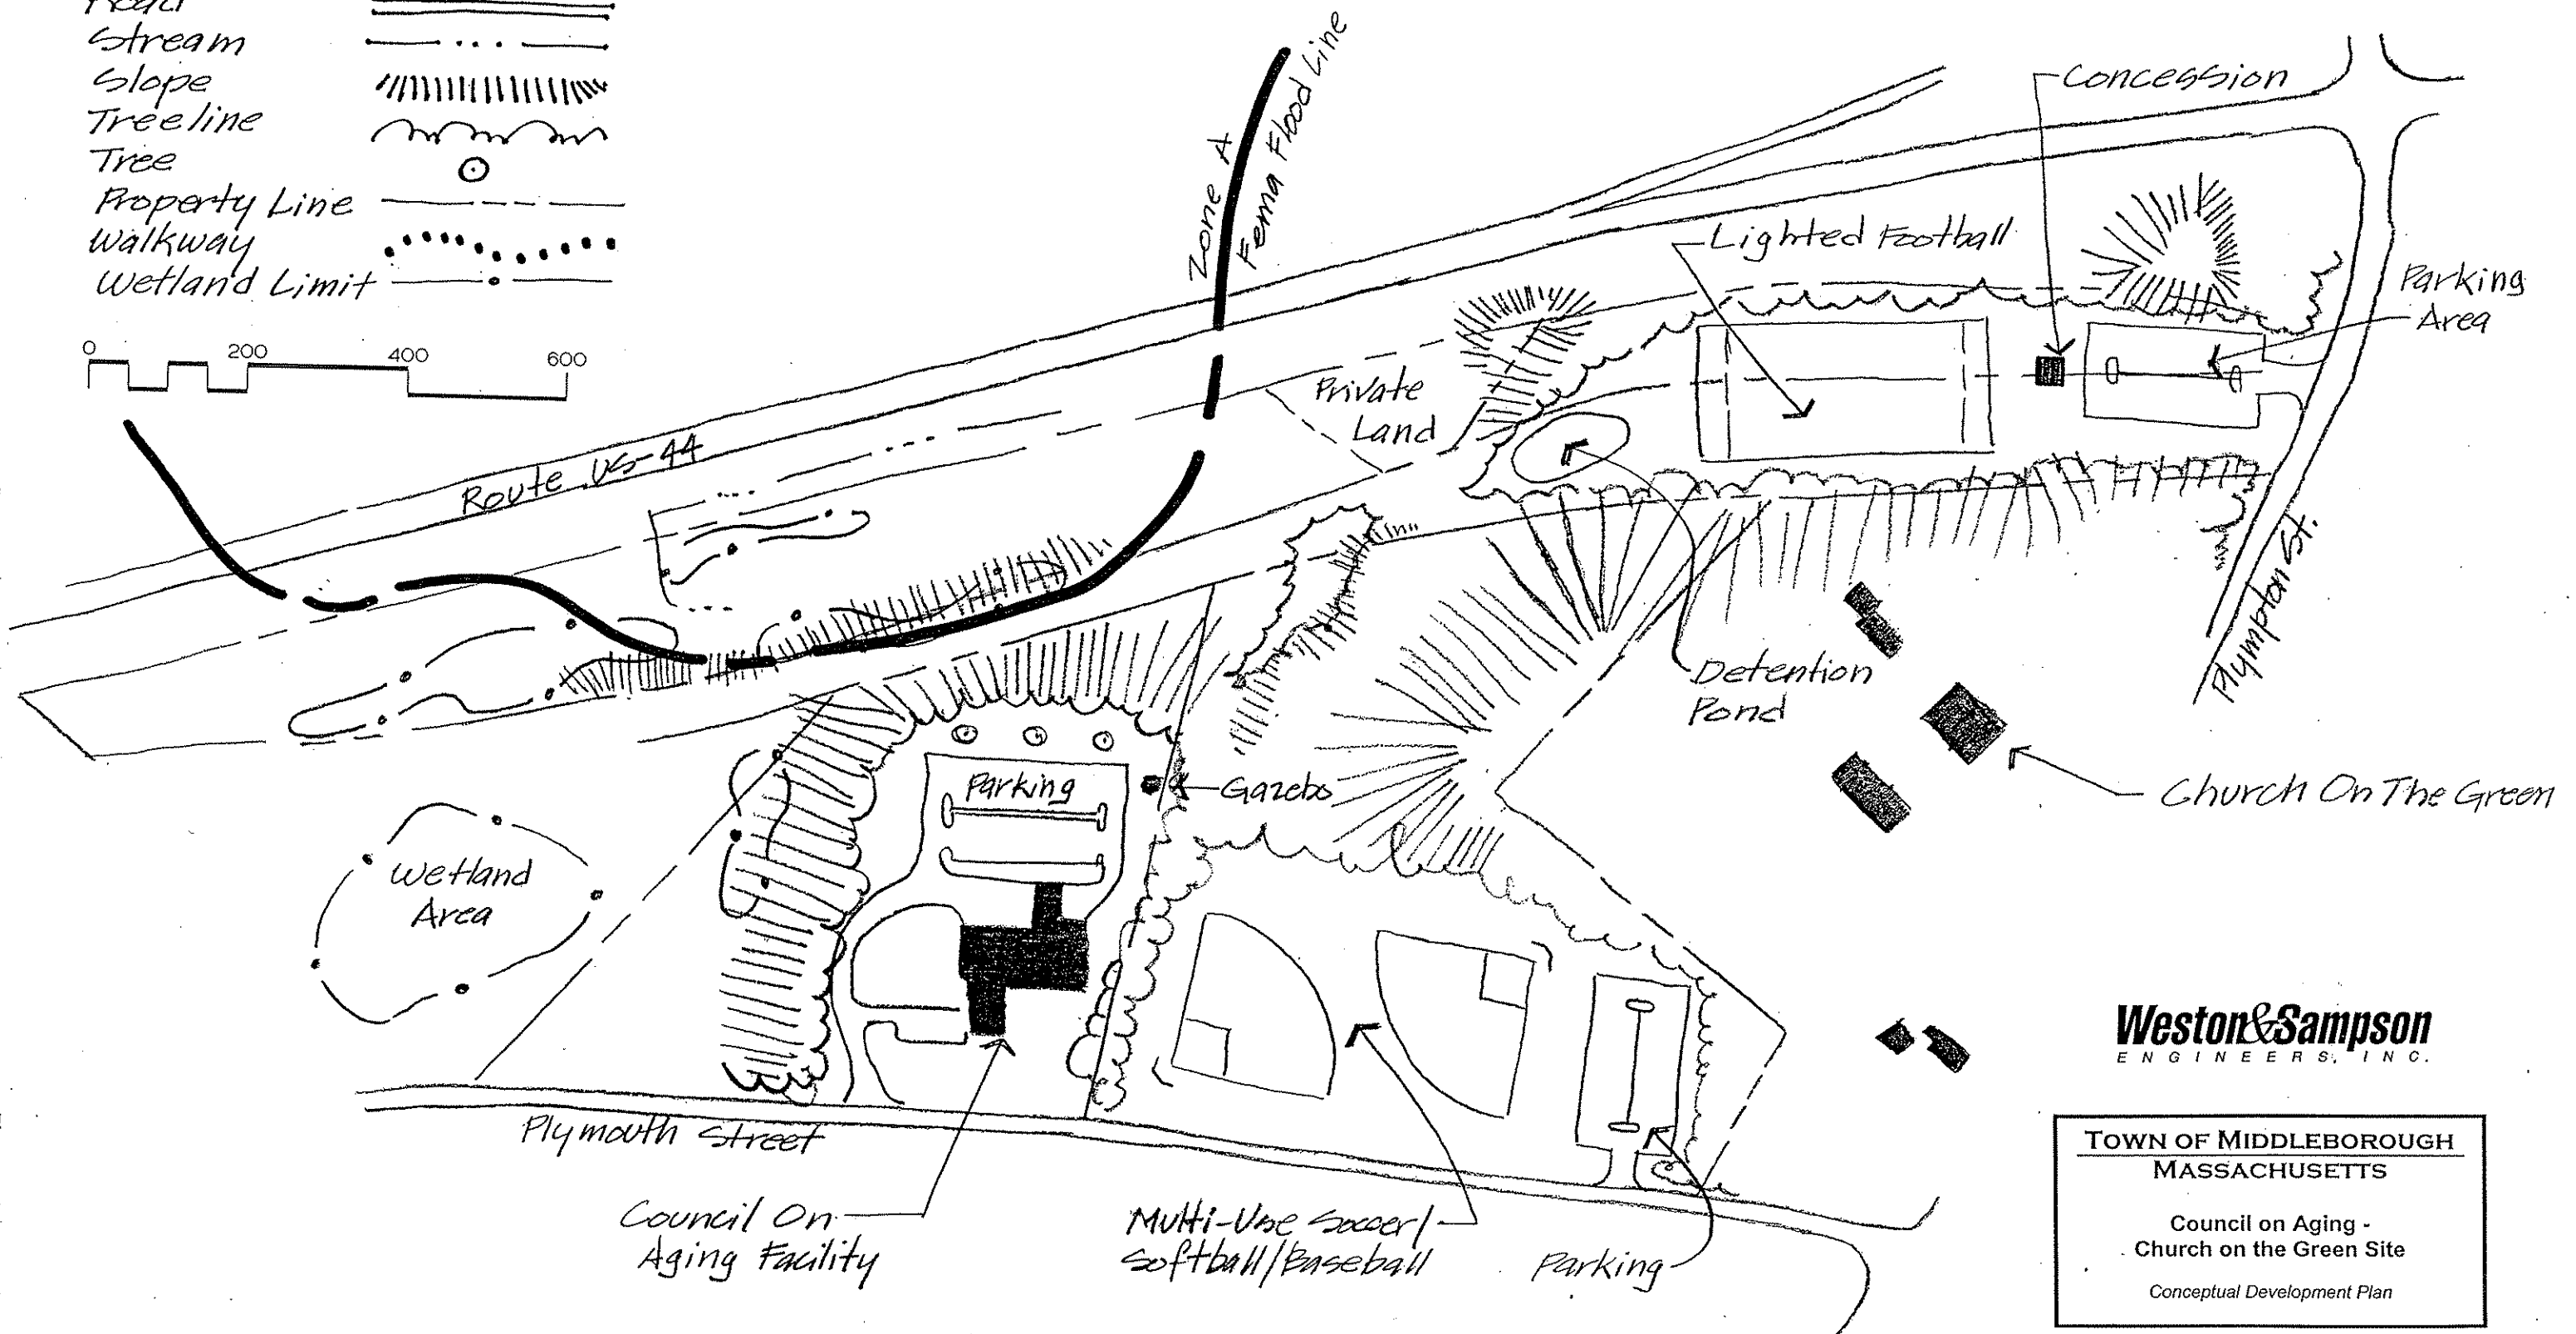 Road
Stream
Slope
Treeline
Tree
Property Line
Walkway
Wetland Limit
0 200 400 600
Zone A
Fema Flood Line
Route US-44
Private
Land
Lighted Football
Concession
Parking
Area
Plympton St.
Detention
Pond
Church On The Green
Parking
Gazebo
Wetland
Area
Plymouth Street
Council On
Aging Facility
Multi-Use Soccer/
Softball/Baseball
Parking
Weston&Sampson
ENGINEERS, INC.
TOWN OF MIDDLEBOROUGH
MASSACHUSETTS
Council on Aging -
Church on the Green Site
Conceptual Development Plan